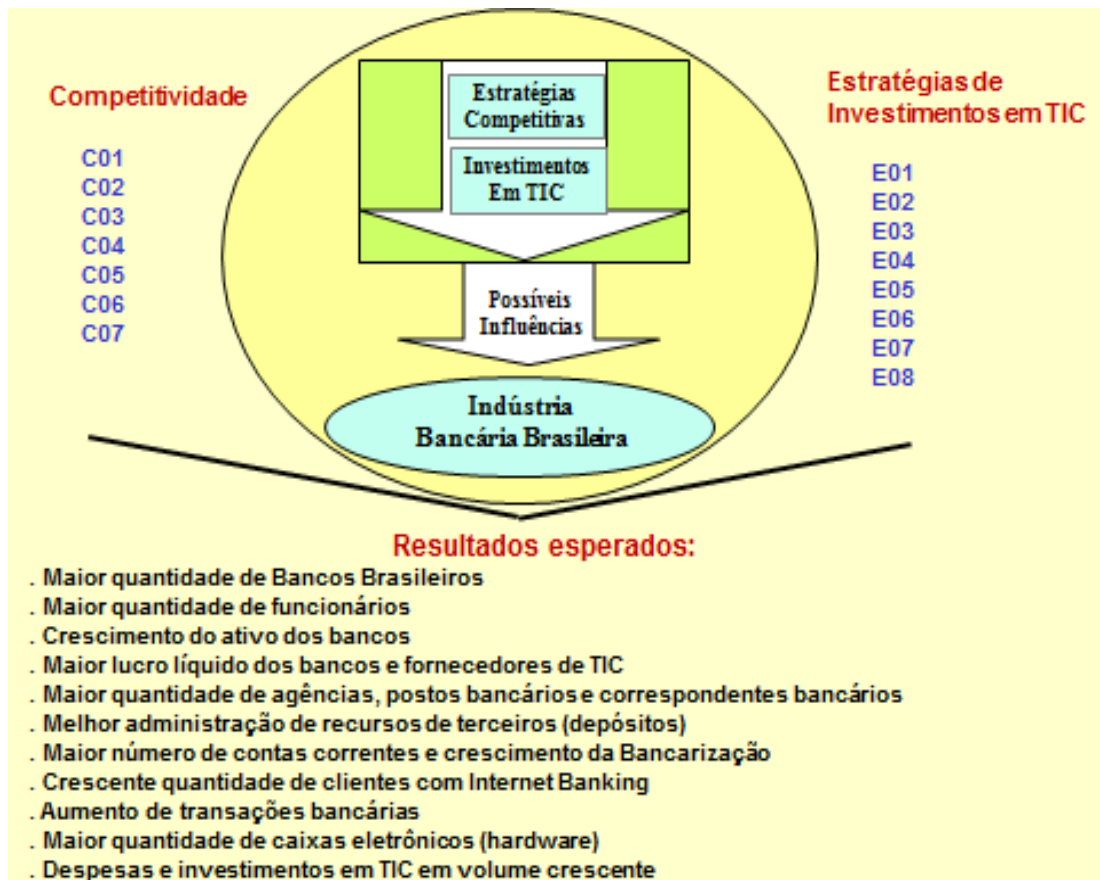 Competitividade
C01
C02
C03
C04
C05
C06
C07
Estratégias
Competitivas
Investimentos
Em TIC
Possíveis
Influências
Indústria
Bancária Brasileira
Estratégias de
Investimentos em TIC
E01
E02
E03
E04
E05
E06
E07
E08
Resultados esperados:
. Maior quantidade de Bancos Brasileiros
. Maior quantidade de funcionários
. Crescimento do ativo dos bancos
. Maior lucro líquido dos bancos e fornecedores de TIC
. Maior quantidade de agências, postos bancários e correspondentes bancários
. Melhor administração de recursos de terceiros (depósitos)
. Maior número de contas correntes e crescimento da Bancarização
. Crescente quantidade de clientes com Internet Banking
. Aumento de transações bancárias
. Maior quantidade de caixas eletrônicos (hardware)
. Despesas e investimentos em TIC em volume crescente